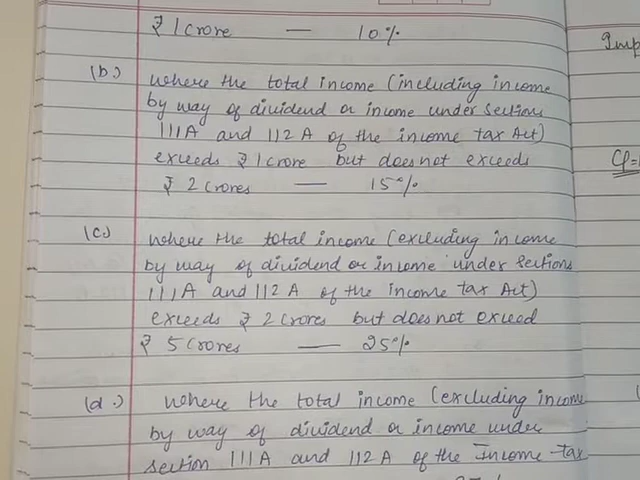 ₹ 1 crore — 10%
Imp
(b) where the total income (including income
by way of dividend or income under sections
111A and 112A of the income tax Act)
exceeds ₹ 1 crore but does not exceeds
₹ 2 crores — 15%
(c) where the total income (excluding income
by way of dividend or income under sections
111A and 112A of the income tax Act)
exceeds ₹ 2 crores but does not exceed
₹ 5 crores — 25%
(d.) where the total income (excluding income
by way of dividend or income under
section 111A and 112A of the Income Tax